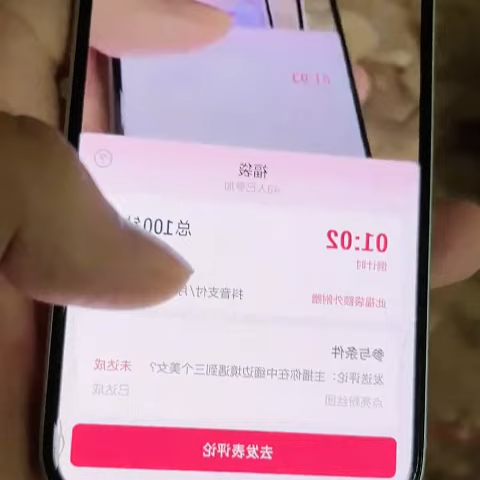 01:03
福袋
人已参加
01:02
倒计时
总100
此福袋额外附赠
抖音支付/
参与条件
发送评论：主播你在中缅边境遇到三个美女?
未达成
点亮粉丝团
已达成
去发表评论